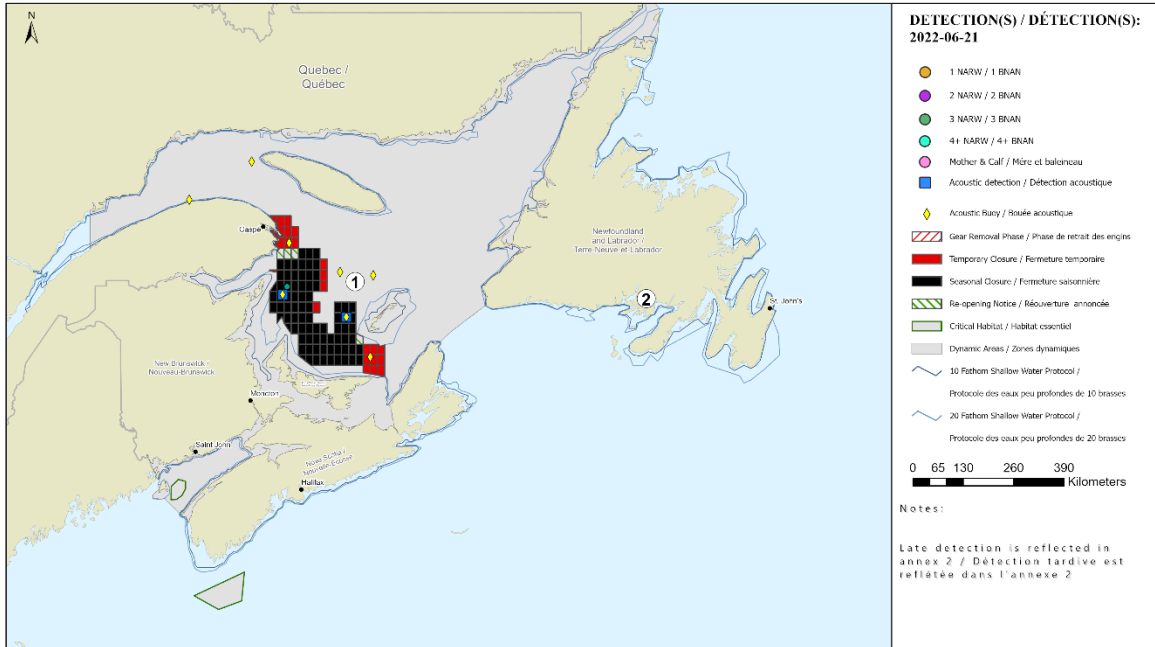 N
Quebec /
Québec
Caspé
1
Newfoundland
and Labrador /
Terre-Neuve-et-Labrador
2
St. John's
New Brunswick /
Nouveau-Brunswick
Moncton
Saint John
Nova Scotia /
Nouvelle-Écosse
Halifax
DETECTION(S) / DÉTECTION(S):
2022-06-21
1 NARW / 1 BNAN
2 NARW / 2 BNAN
3 NARW / 3 BNAN
4+ NARW / 4+ BNAN
Mother & Calf / Mère et baleineau
Acoustic detection / Détection acoustique
Acoustic Buoy / Bouée acoustique
Gear Removal Phase / Phase de retrait des engins
Temporary Closure / Fermeture temporaire
Seasonal Closure / Fermeture saisonnière
Re-opening Notice / Réouverture annoncée
Critical Habitat / Habitat essentiel
Dynamic Areas / Zones dynamiques
10 Fathom Shallow Water Protocol /
Protocole des eaux peu profondes de 10 brasses
20 Fathom Shallow Water Protocol /
Protocole des eaux peu profondes de 20 brasses
0 65 130 260 390
Kilometers
Notes:
Late detection is reflected in
annex 2 / Détection tardive est
reflétée dans l'annexe 2